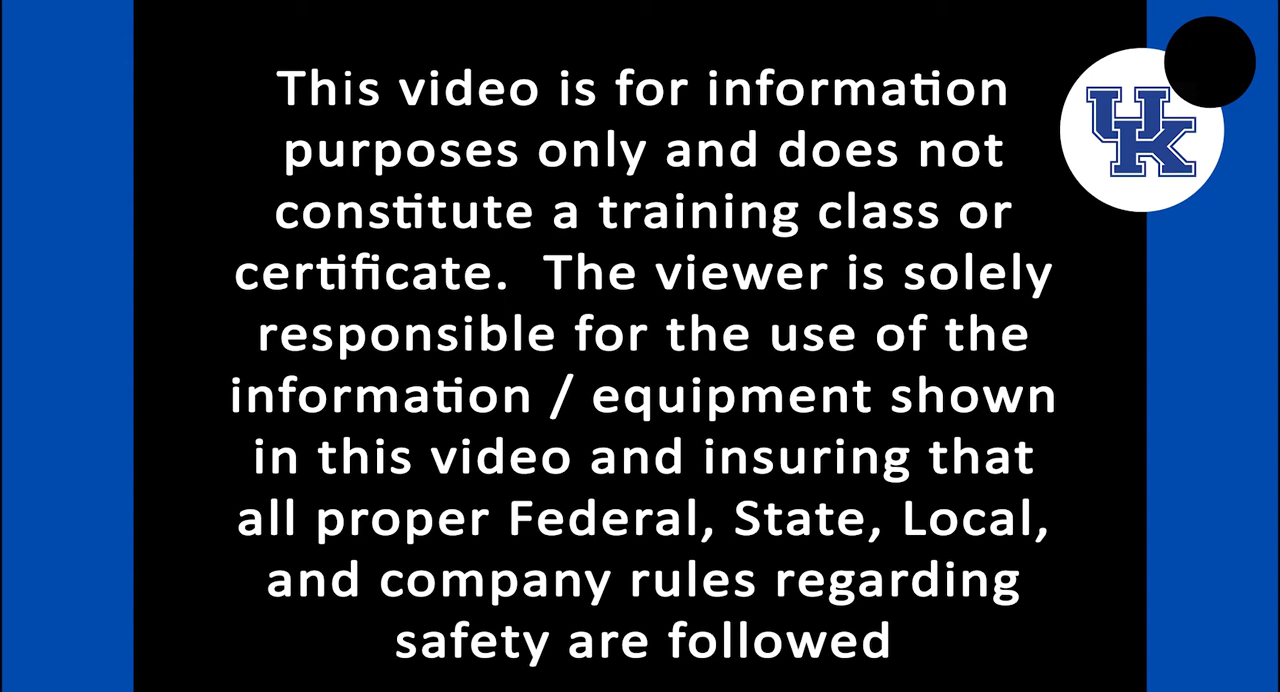 This video is for information
purposes only and does not
constitute a training class or
certificate.  The viewer is solely
responsible for the use of the
information / equipment shown
in this video and insuring that
all proper Federal, State, Local,
and company rules regarding
safety are followed
UK